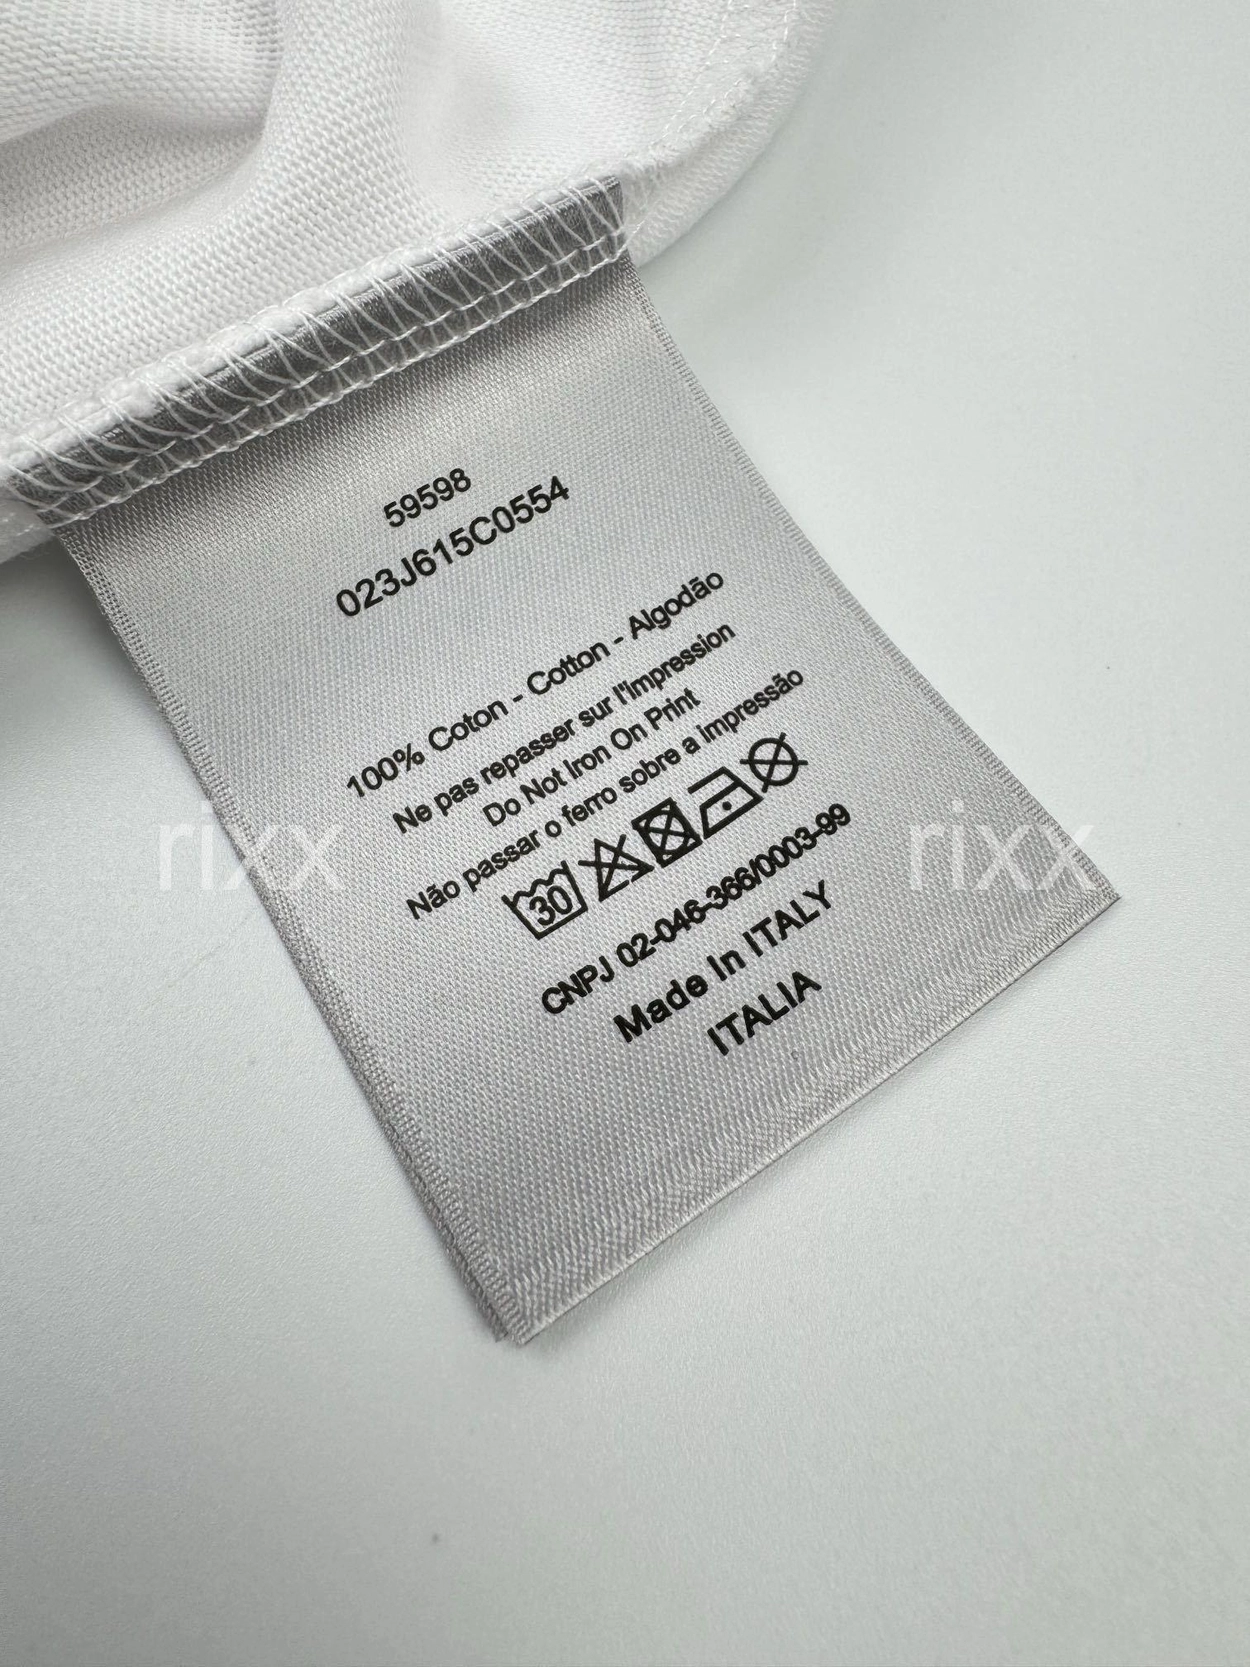 59598
023J615C0554
100% Coton - Cotton - Algodão
Ne pas repasser sur l'impression
Do Not Iron On Print
Não passar o ferro sobre a impressão
30
CNPJ 02-046-366/0003-99
Made In ITALY
ITALIA
rixx
rixx